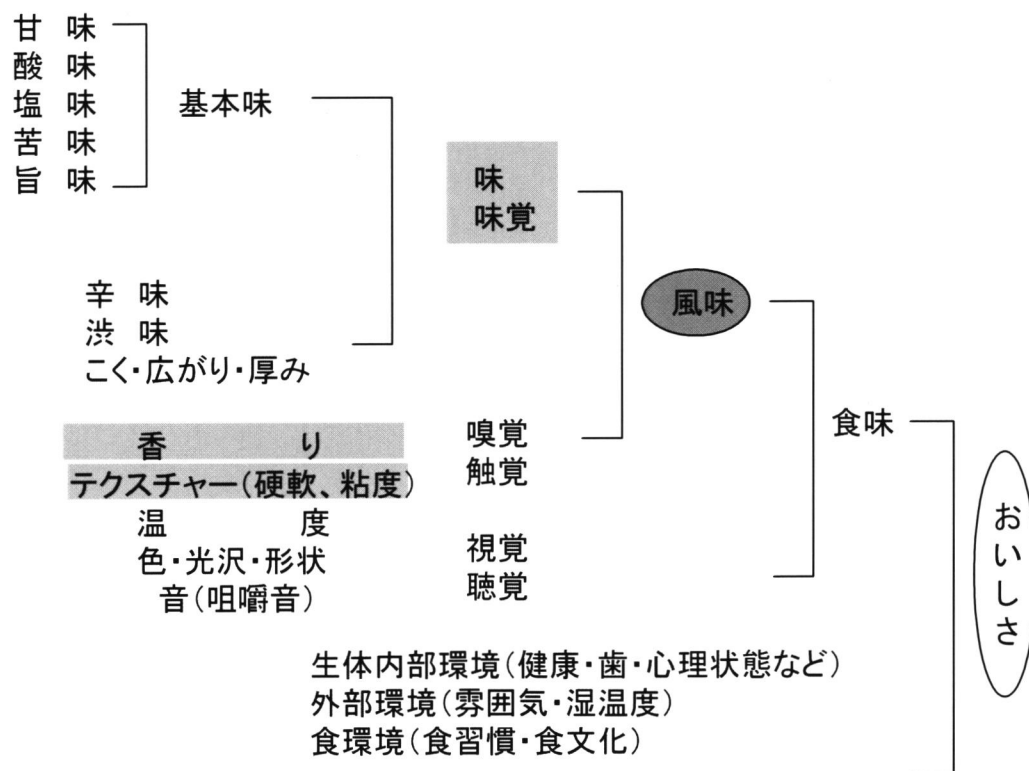 甘 味
酸 味
塩 味
苦 味
旨 味
基本味
辛 味
渋 味
こく・広がり・厚み
味
味覚
風味
香 り
テクスチャー(硬軟、粘度)
温 度
色・光沢・形状
音(咀嚼音)
嗅覚
触覚
視覚
聴覚
食味
おいしさ
生体内部環境(健康・歯・心理状態など)
外部環境(雰囲気・湿温度)
食環境(食習慣・食文化)